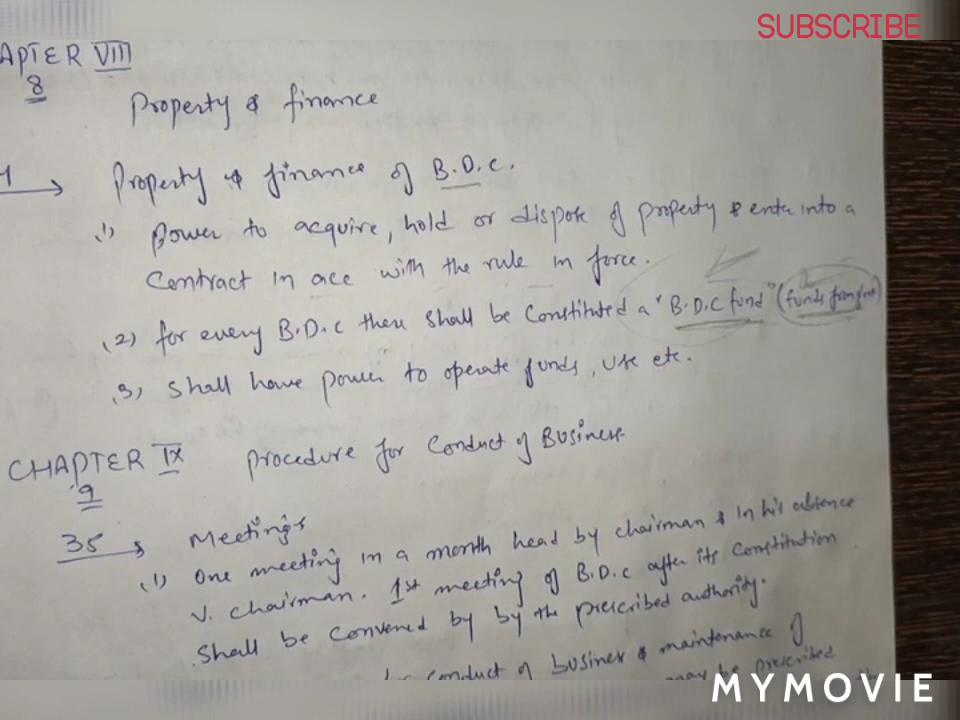 SUBSCRIBE
APTER VIII
8
Property & finance
Property & finance of B.D.C.
(1) Power to acquire, hold or dispose of property & enter into a
Contract in acc with the rule in force.
(2) for every B.D.C there shall be Constituted a "B.D.C fund" (funds from
(3) Shall have power to operate funds, use etc.
CHAPTER IX Procedure for Conduct of Business
9
35 Meetings
(1) One meeting in a month head by chairman & in his absence
V. chairman. 1st meeting of B.D.C after its Constitution
Shall be convened by by the prescribed authority.
conduct of business & maintenance of
may be prescribed
MYMOVIE